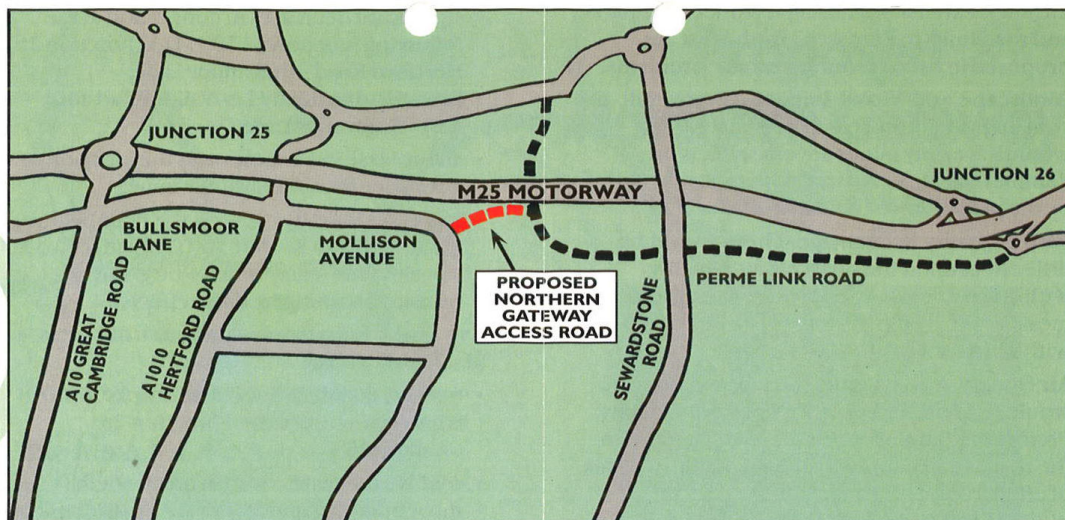 JUNCTION 25
JUNCTION 26
M25 MOTORWAY
BULLSMOOR
LANE
MOLLISON
AVENUE
PERME LINK ROAD
PROPOSED
NORTHERN
GATEWAY
ACCESS ROAD
A10 GREAT
CAMBRIDGE ROAD
A1010
HERTFORD ROAD
SEWARDSTONE
ROAD